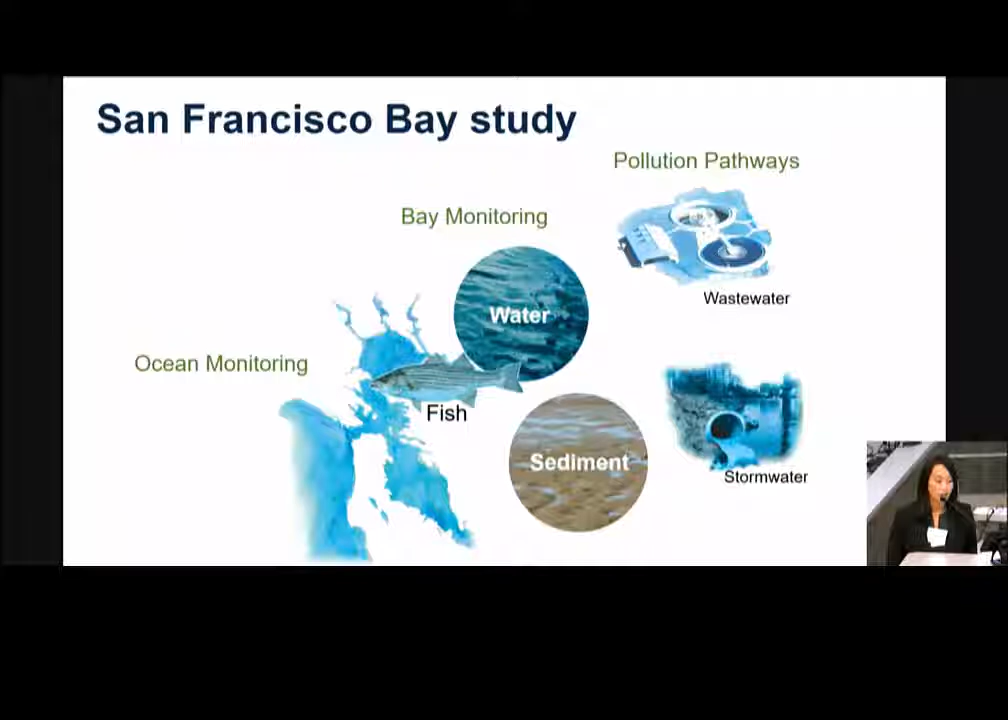 San Francisco Bay study
Pollution Pathways
Bay Monitoring
Wastewater
Water
Ocean Monitoring
Fish
Sediment
Stormwater